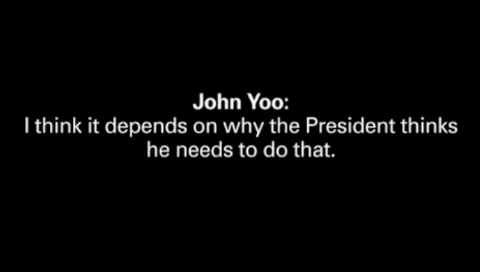 John Yoo:
I think it depends on why the President thinks
he needs to do that.